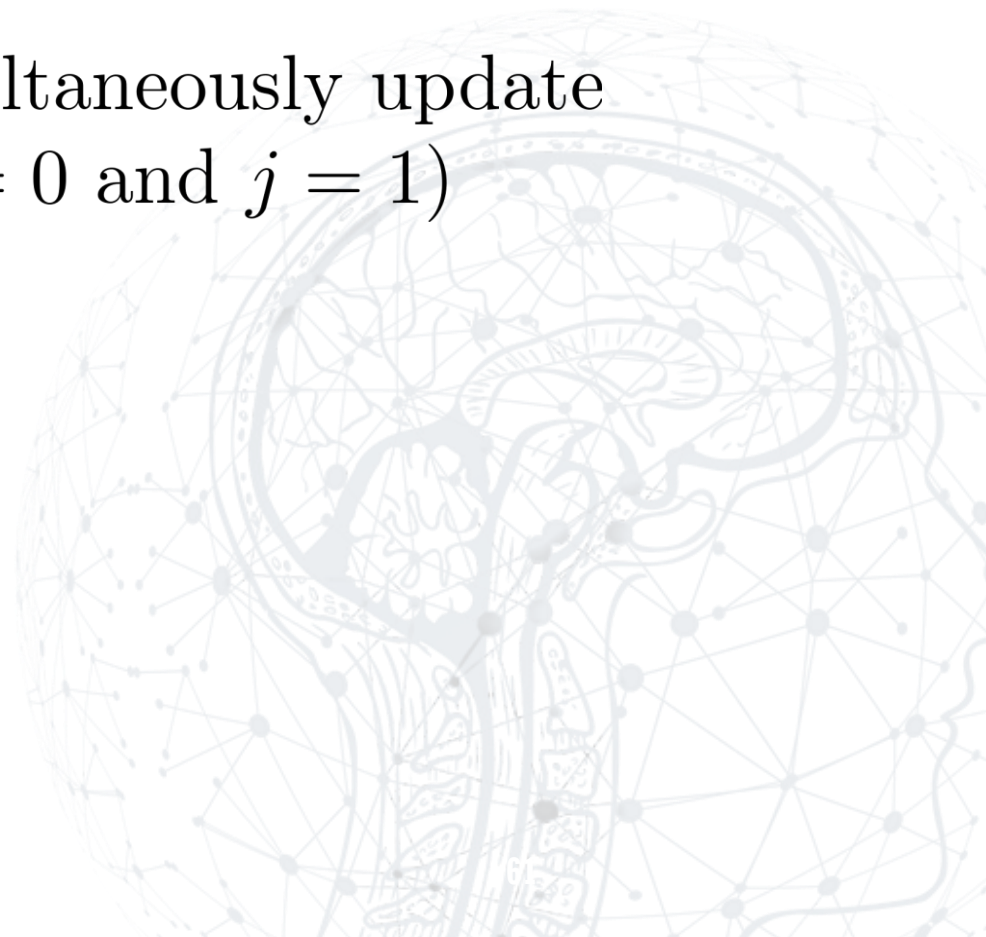 ltaneously update
= 0 and j = 1)